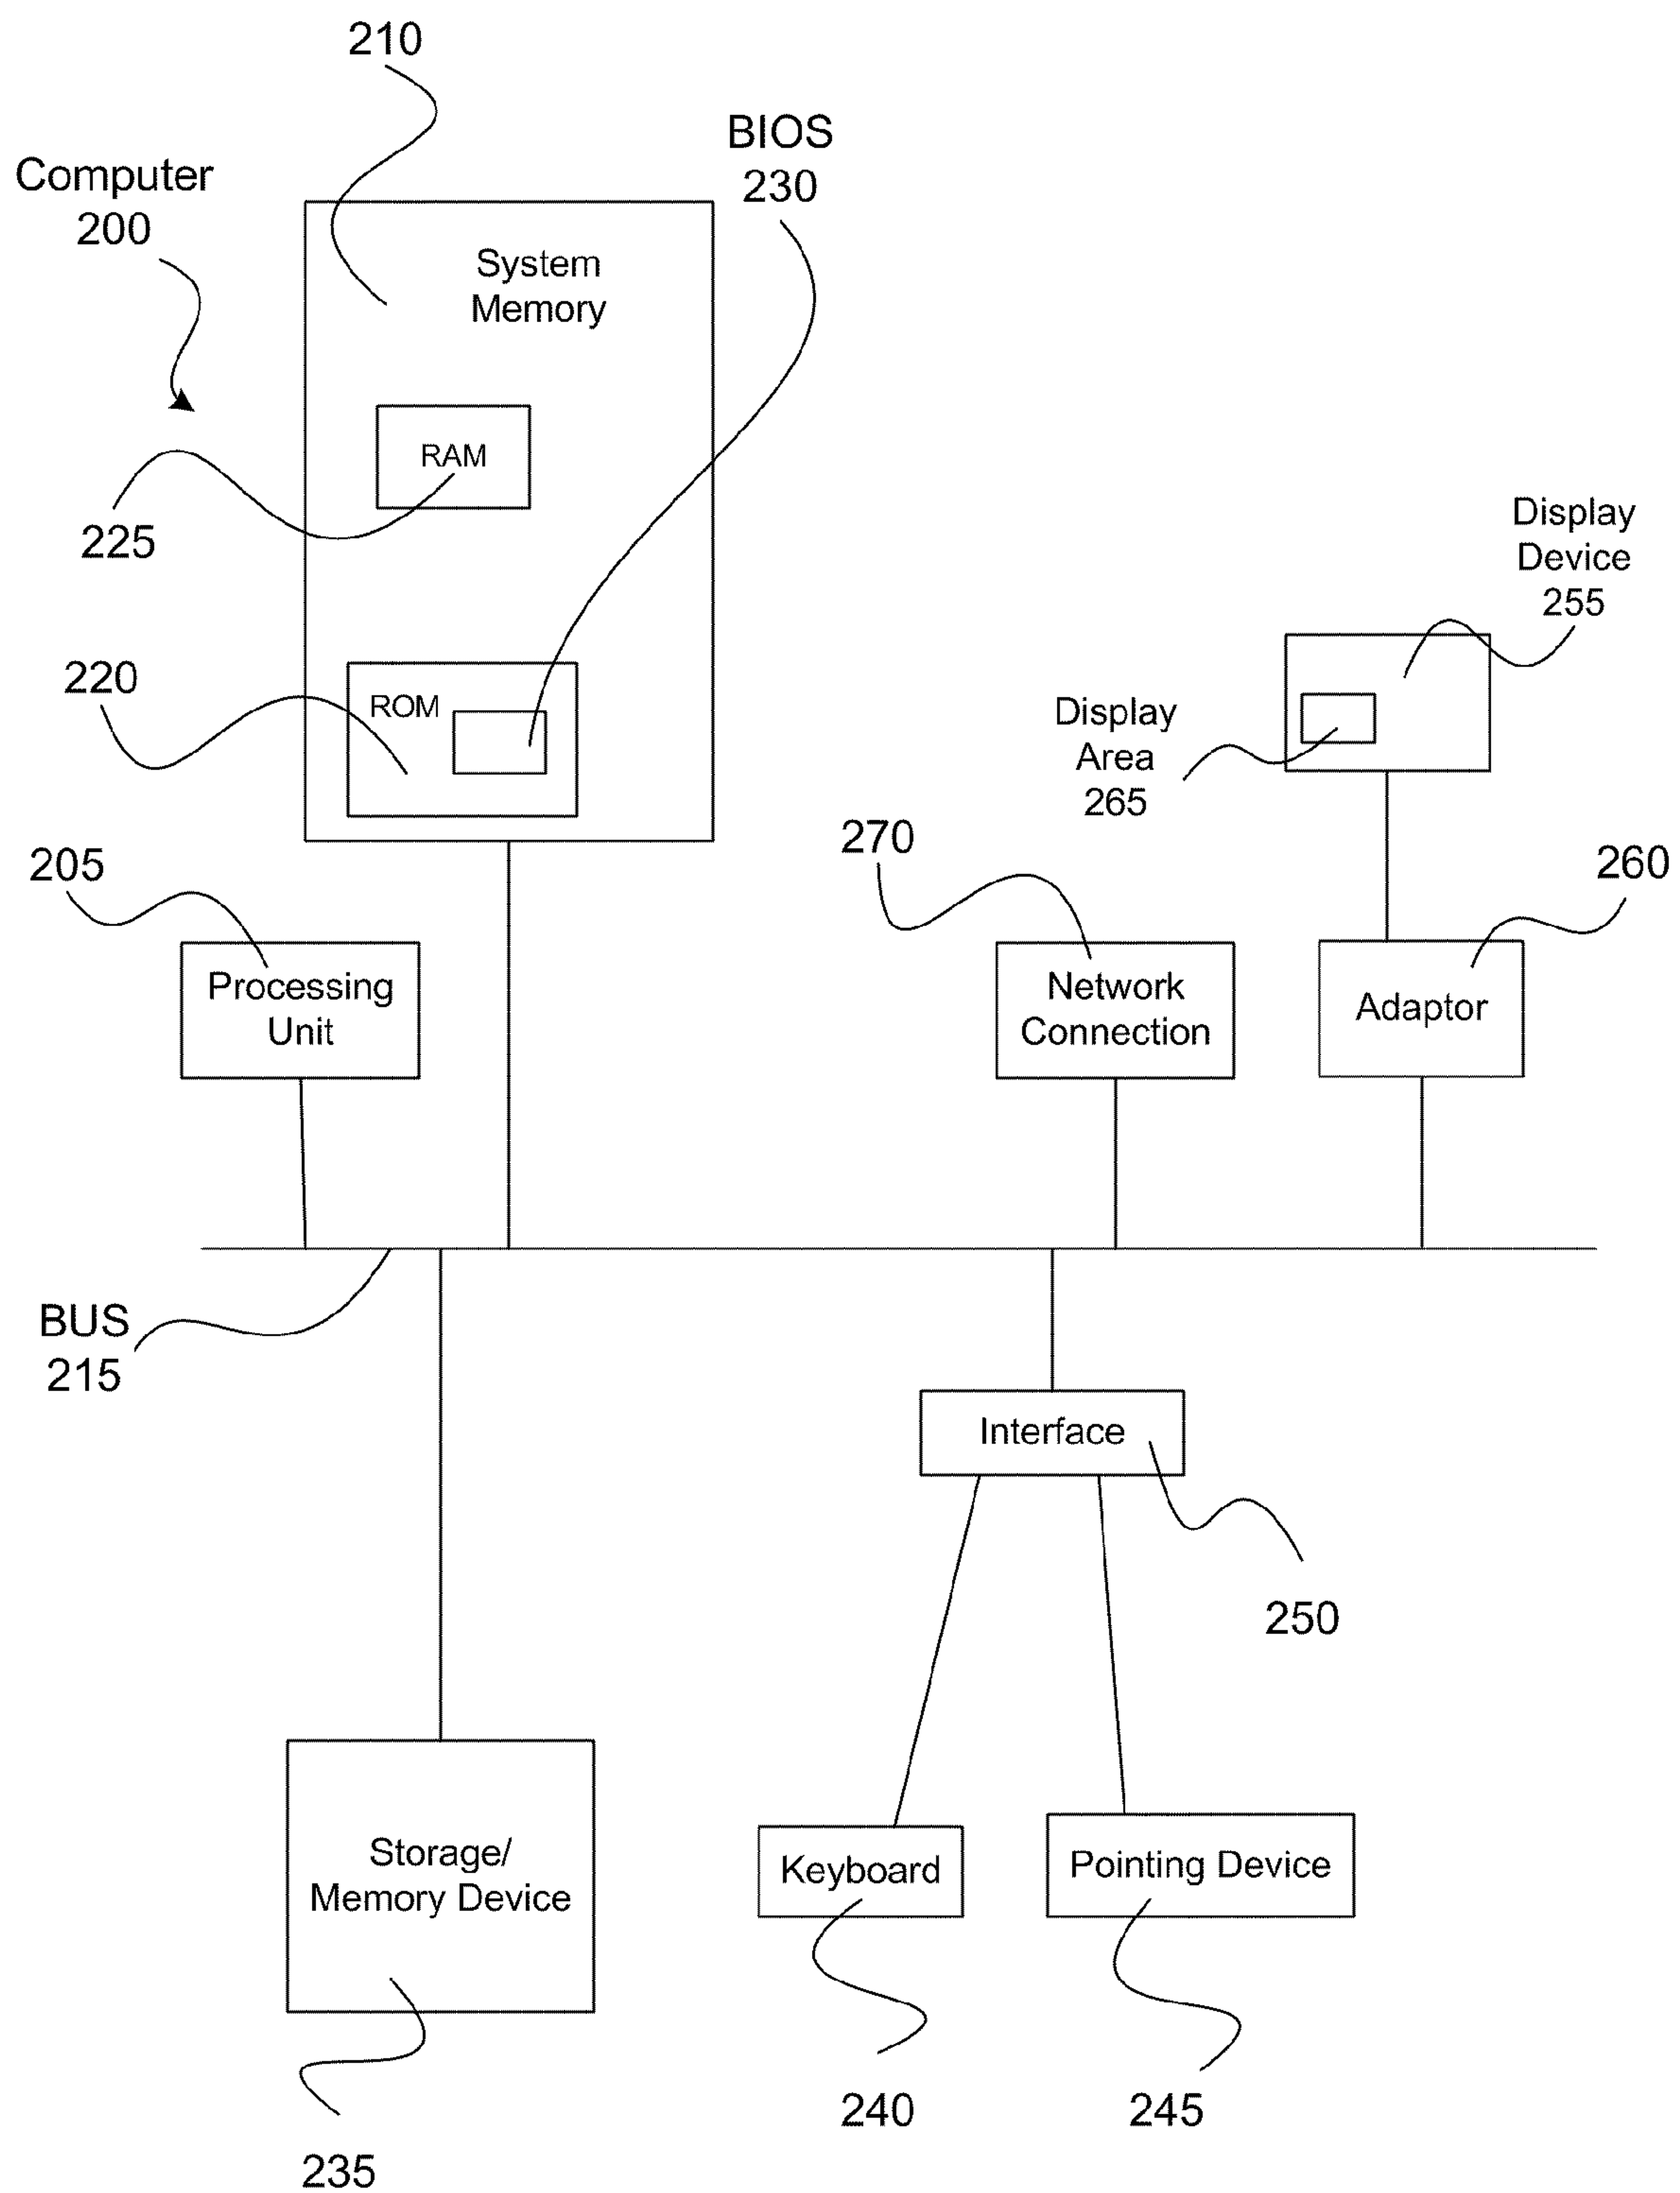 210
BIOS
230
Computer
200
System
Memory
RAM
225
Display
Device
255
220
ROM
Display
Area
265
270
260
205
Processing
Unit
Network
Connection
Adaptor
BUS
215
Interface
250
Storage/
Memory Device
Keyboard
Pointing Device
240
245
235